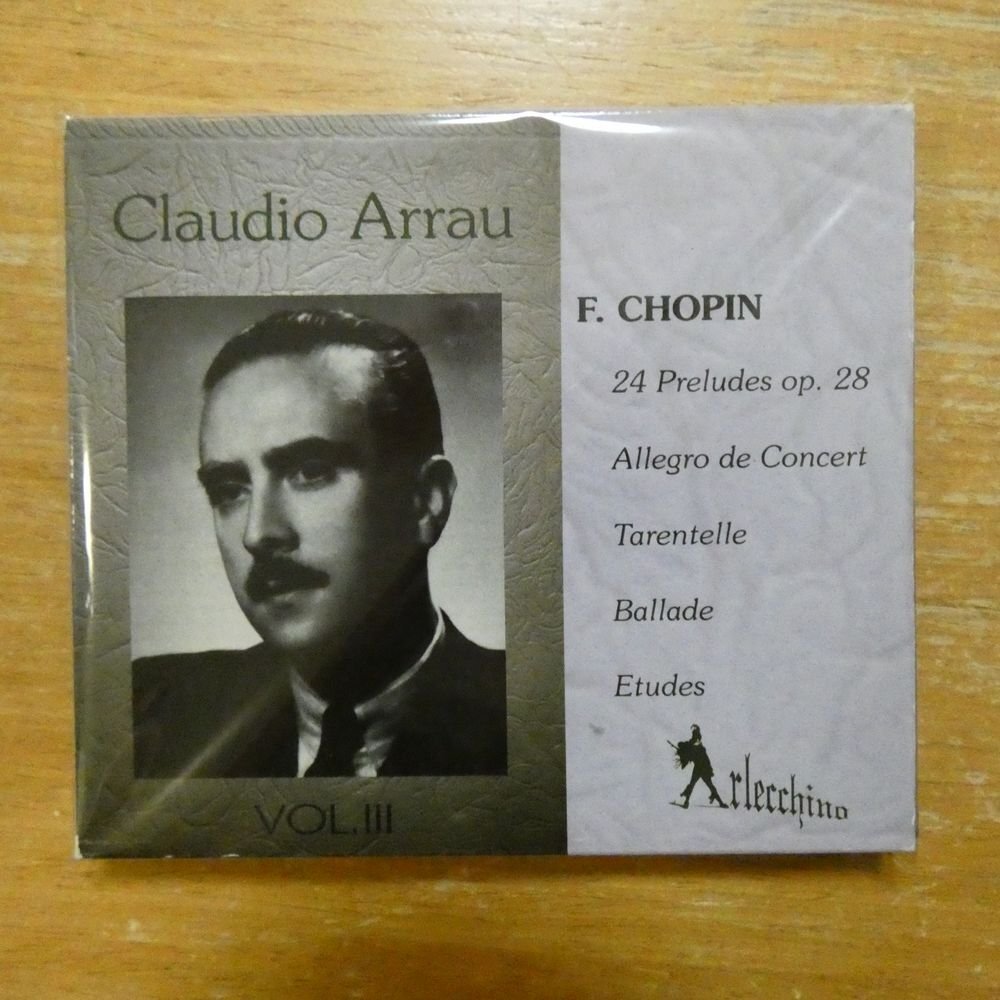 Claudio Arrau
VOL.III
F. CHOPIN
24 Preludes op. 28
Allegro de Concert
Tarentelle
Ballade
Etudes
Arlecchino